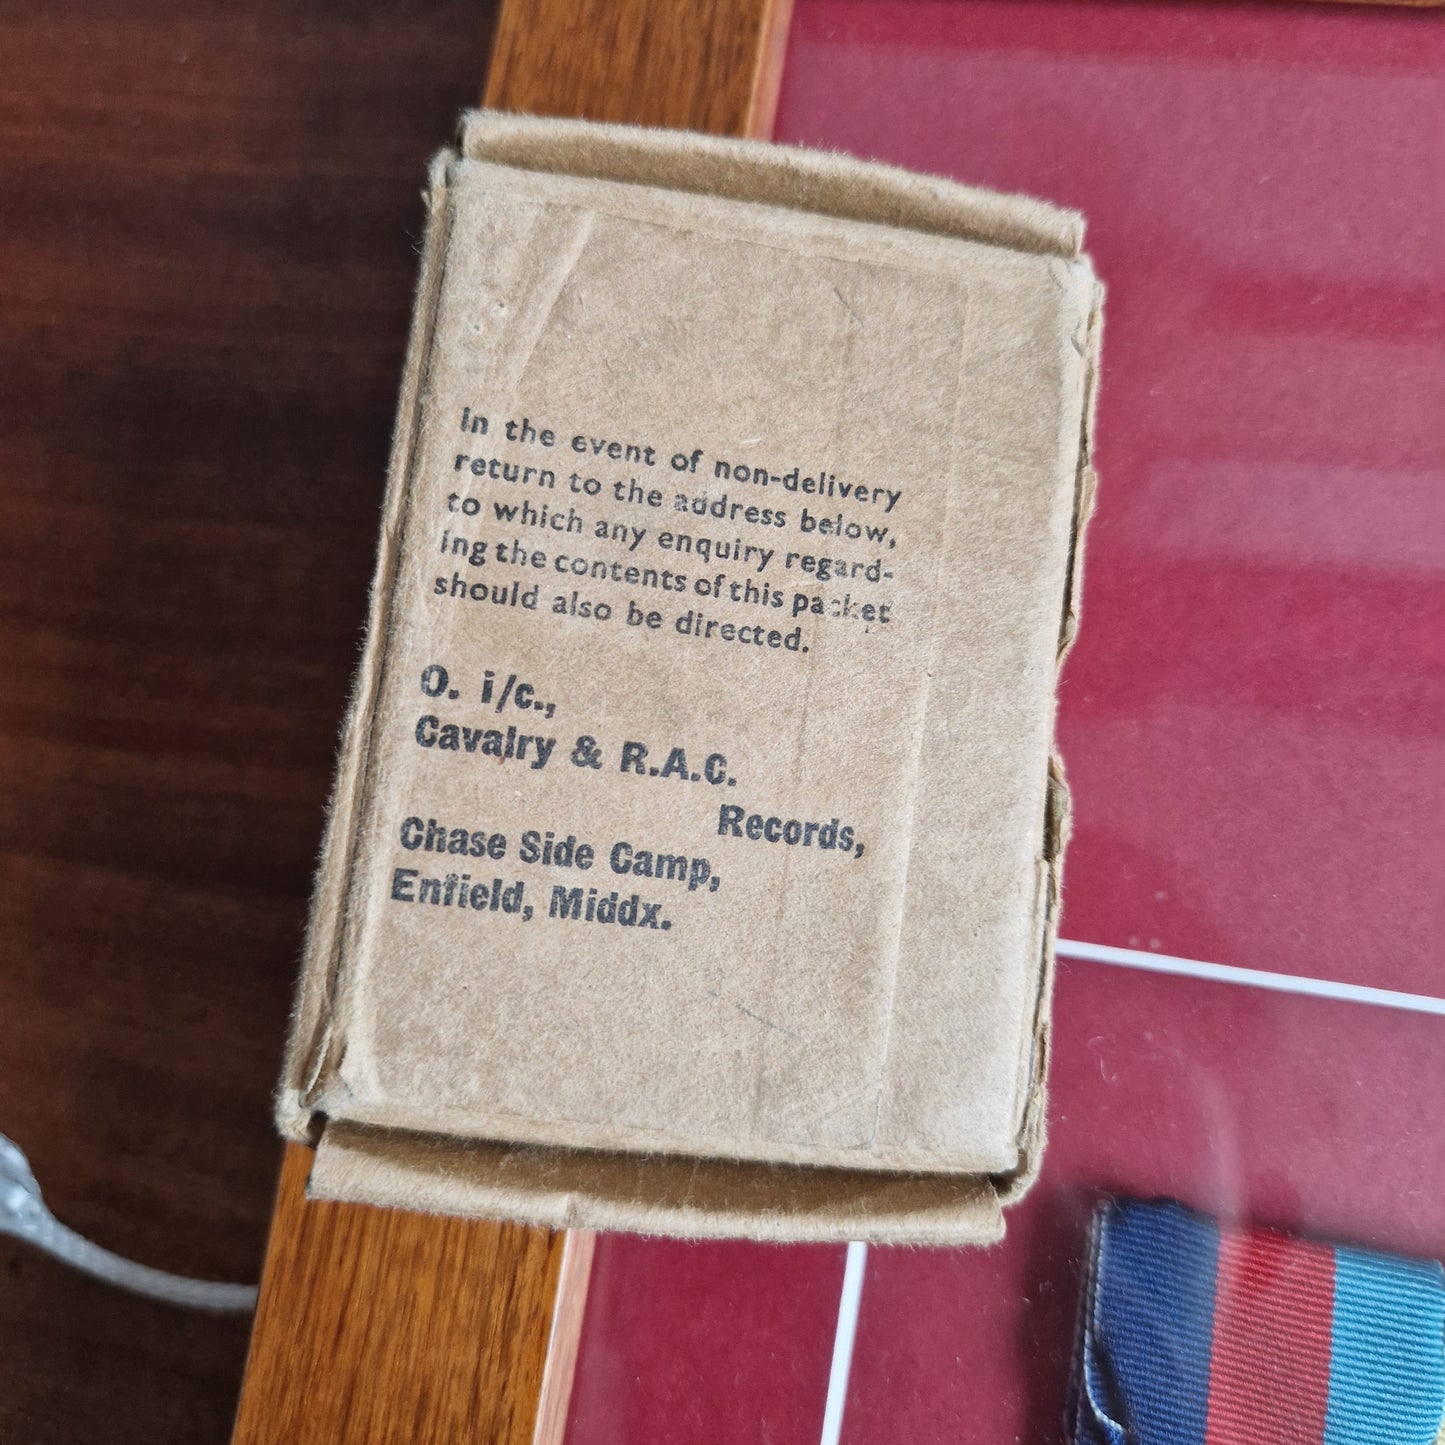 In the event of non-delivery
return to the address below,
to which any enquiry regard-
ing the contents of this packet
should also be directed.
O. i/c.,
Cavalry & R.A.C.
Records,
Chase Side Camp,
Enfield, Middx.